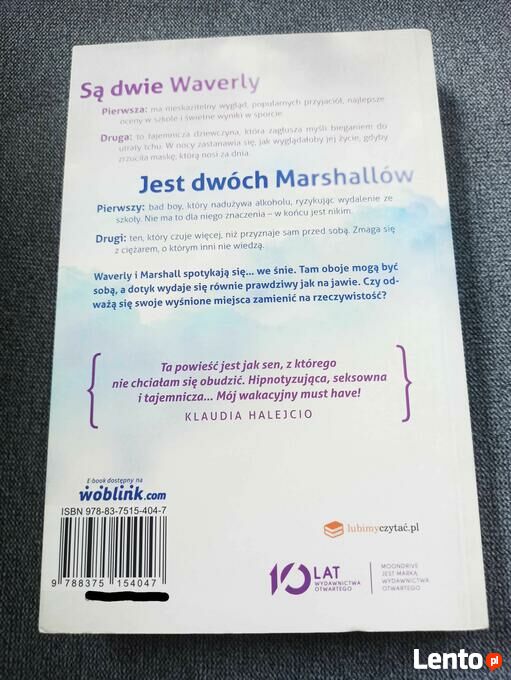 Są dwie Waverly
Pierwsza: ma nieskazitelny wygląd, popularnych przyjaciół, najlepsze
oceny w szkole i świetne wyniki w sporcie.
Druga: to tajemnicza dziewczyna, która zagłusza myśli bieganiem do
utraty tchu. W nocy zastanawia się, jak wyglądałoby jej życie, gdyby
zrzuciła maskę, którą nosi za dnia.
Jest dwóch Marshallów
Pierwszy: bad boy, który nadużywa alkoholu, ryzykując wydalenie ze
szkoły. Nie ma to dla niego znaczenia – w końcu jest nikim.
Drugi: ten, który czuje więcej, niż przyznaje sam przed sobą. Zmaga się
z ciężarem, o którym inni nie wiedzą.
Waverly i Marshall spotykają się... we śnie. Tam oboje mogą być
sobą, a dotyk wydaje się równie prawdziwy jak na jawie. Czy od-
ważą się swoje wyśnione miejsca zamienić na rzeczywistość?
Ta powieść jest jak sen, z którego
nie chciałam się obudzić. Hipnotyzująca, seksowna
i tajemnicza... Mój wakacyjny must have!
KLAUDIA HALEJCIO
E-book dostępny na
woblink.com
ISBN 978-83-7515-404-7
9 788375 154047
lubimyczytać.pl
10 LAT
WYDAWNICTWA
OTWARTEGO
MOONDRIVE
JEST MARKĄ
WYDAWNICTWA
OTWARTEGO
Lento.pl